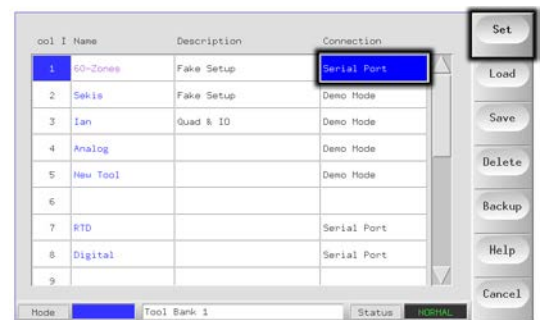 ool I Name Description Connection
1 60-Zones Fake Setup Serial Port
2 Sekis Fake Setup Demo Mode
3 Ian Quad & IO Demo Mode
4 Analog Demo Mode
5 New Tool Demo Mode
6
7 RTD Serial Port
8 Digital Serial Port
9
Set
Load
Save
Delete
Backup
Help
Cancel
Mode Tool Bank 1 Status NORMAL